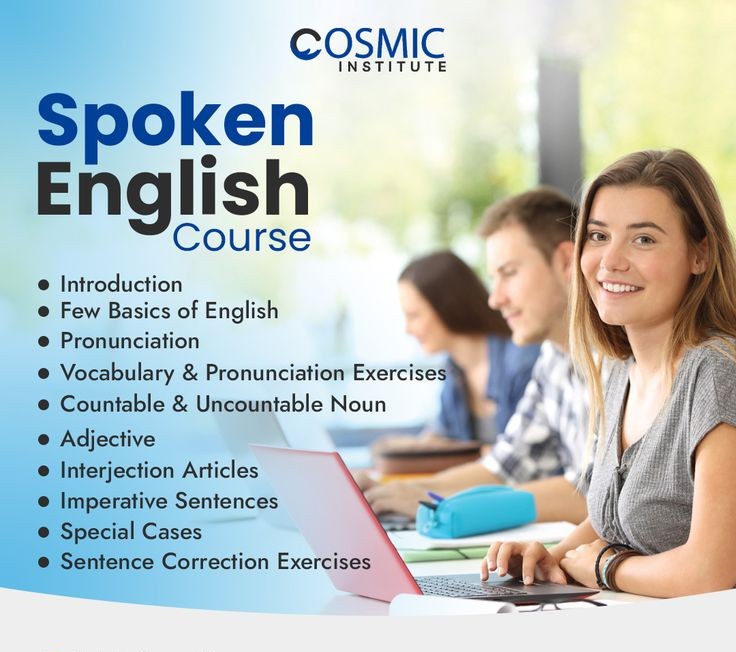 COSMIC
INSTITUTE
Spoken
English
Course
● Introduction
● Few Basics of English
● Pronunciation
● Vocabulary & Pronunciation Exercises
● Countable & Uncountable Noun
● Adjective
● Interjection Articles
● Imperative Sentences
● Special Cases
● Sentence Correction Exercises